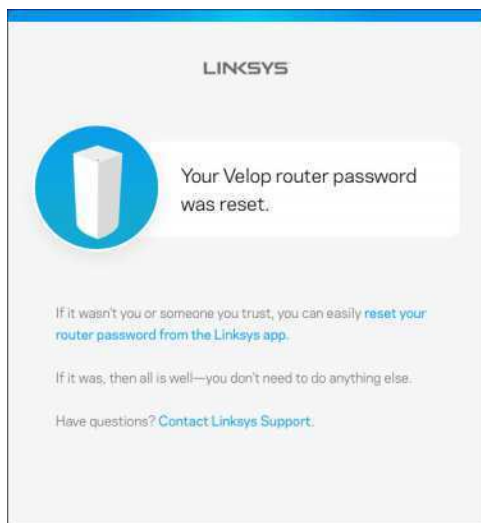 LINKSYS
Your Velop router password
was reset.
If it wasn't you or someone you trust, you can easily reset your
router password from the Linksys app.
If it was, then all is well—you don't need to do anything else.
Have questions? Contact Linksys Support.